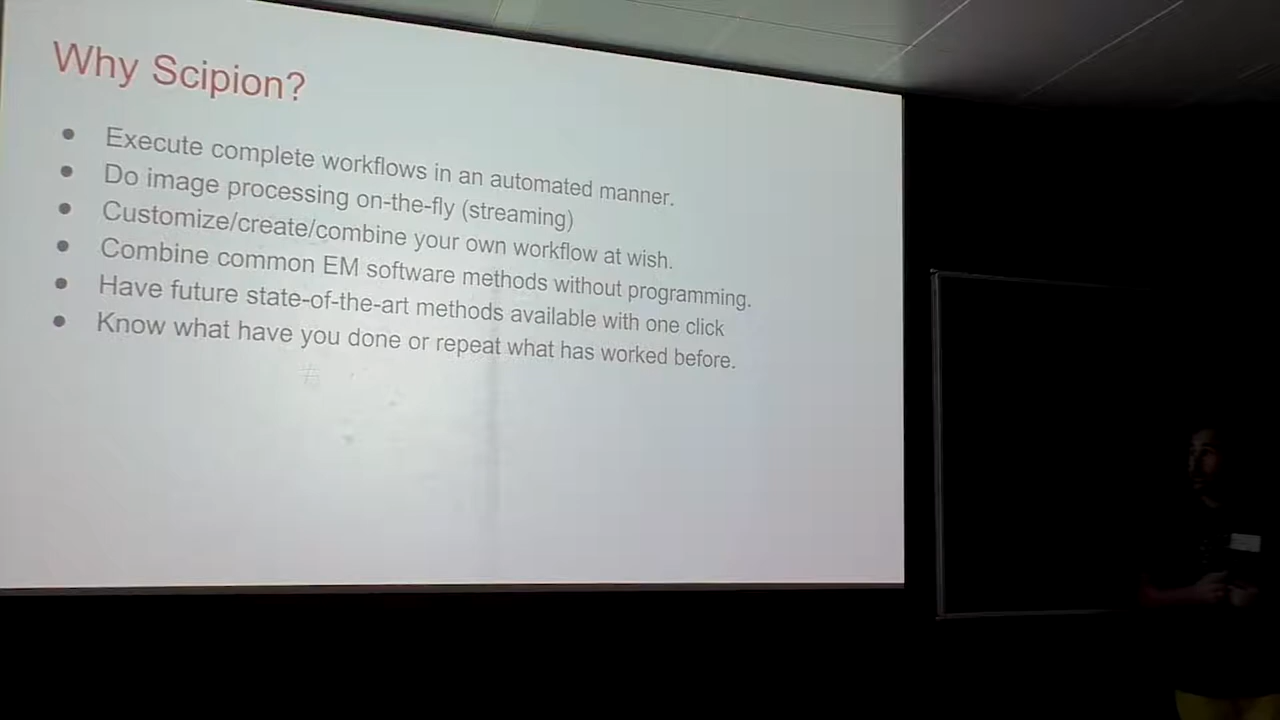 Why Scipion?
● Execute complete workflows in an automated manner.
● Do image processing on-the-fly (streaming)
● Customize/create/combine your own workflow at wish.
● Combine common EM software methods without programming.
● Have future state-of-the-art methods available with one click
● Know what have you done or repeat what has worked before.